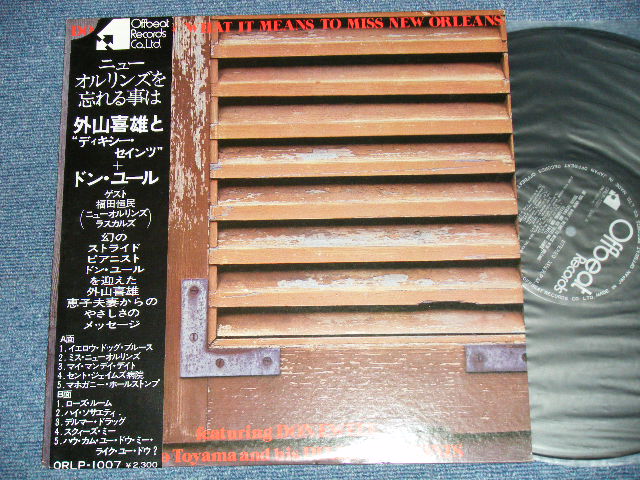 Offbeat
Records
Co.,Ltd.
WHAT IT MEANS TO MISS NEW ORLEANS
ニュー
オルリンズを
忘れる事は
外山喜雄と
“ディキシー・
セインツ”
+
ドン・ユール
ゲスト
福田恒民
(ニューオルリンズ
ラスカルズ)
幻の
ストライド
ピアニスト
ドン・ユール
を迎えた
外山喜雄
恵子夫妻からの
やさしさの
メッセージ
A面
1.イエロウ・ドッグ・ブルース
2.ミス・ニューオルリンズ
3.マイ・マンデイ・デイト
4.セント・ジェイムズ病院
5.マホガニー・ホールストンプ
B面
1.ローズ・ルーム
2.ハイ・ソサエティ
3.デルマー・ドラッグ
4.スクィーズ・ミー
5.ハウ・カム・ユー・ドゥ・ミー・
ライク・ユー・ドゥ?
ORLP-1007 ¥2,300
featuring
Toyama and his
Offbeat
Records